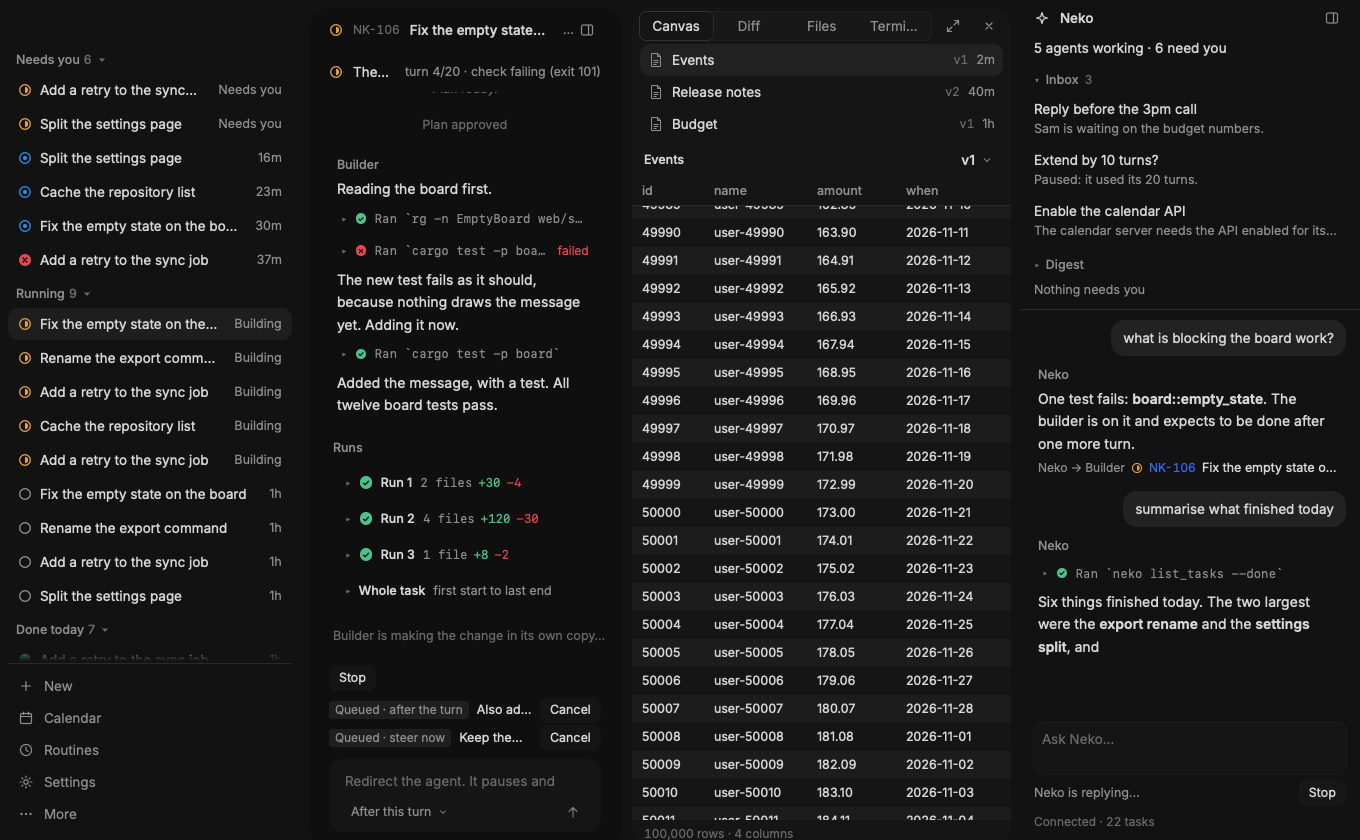 Needs you 6
Add a retry to the sync... Needs you
Split the settings page Needs you
Split the settings page 16m
Cache the repository list 23m
Fix the empty state on the bo... 30m
Add a retry to the sync job 37m
Running 9
Fix the empty state on the... Building
Rename the export comm... Building
Add a retry to the sync job Building
Cache the repository list Building
Add a retry to the sync job Building
Fix the empty state on the board 1h
Rename the export command 1h
Add a retry to the sync job 1h
Split the settings page 1h
Done today 7
Add a retry to the sync job 1h
New
Calendar
Routines
Settings
More
NK-106 Fix the empty state... ...
The... turn 4/20 · check failing (exit 101)
Plan ready.
Plan approved
Builder
Reading the board first.
Ran `rg -n EmptyBoard web/s…
Ran `cargo test -p boa… failed
The new test fails as it should,
because nothing draws the message
yet. Adding it now.
Ran `cargo test -p board`
Added the message, with a test. All
twelve board tests pass.
Runs
Run 1 2 files +30 −4
Run 2 4 files +120 −30
Run 3 1 file +8 −2
Whole task first start to last end
Builder is making the change in its own copy...
Stop
Queued · after the turn Also ad... Cancel
Queued · steer now Keep the... Cancel
Redirect the agent. It pauses and
After this turn
Canvas Diff Files Termi...
Events v1 2m
Release notes v2 40m
Budget v1 1h
Events v1
id name amount when
49989 user-49989 162.89 2026-11-10
49990 user-49990 163.90 2026-11-11
49991 user-49991 164.91 2026-11-12
49992 user-49992 165.92 2026-11-13
49993 user-49993 166.93 2026-11-14
49994 user-49994 167.94 2026-11-15
49995 user-49995 168.95 2026-11-16
49996 user-49996 169.96 2026-11-17
49997 user-49997 170.97 2026-11-18
49998 user-49998 171.98 2026-11-19
49999 user-49999 172.99 2026-11-20
50000 user-50000 173.00 2026-11-21
50001 user-50001 174.01 2026-11-22
50002 user-50002 175.02 2026-11-23
50003 user-50003 176.03 2026-11-24
50004 user-50004 177.04 2026-11-25
50005 user-50005 178.05 2026-11-26
50006 user-50006 179.06 2026-11-27
50007 user-50007 180.07 2026-11-28
50008 user-50008 181.08 2026-11-01
50009 user-50009 182.09 2026-11-02
50010 user-50010 183.10 2026-11-03
50011 user-50011 184.11 2026-11-04
100,000 rows · 4 columns
Neko
5 agents working · 6 need you
Inbox 3
Reply before the 3pm call
Sam is waiting on the budget numbers.
Extend by 10 turns?
Paused: it used its 20 turns.
Enable the calendar API
The calendar server needs the API enabled for its...
Digest
Nothing needs you
what is blocking the board work?
Neko
One test fails: board::empty_state. The
builder is on it and expects to be done after
one more turn.
Neko → Builder NK-106 Fix the empty state o...
summarise what finished today
Neko
Ran `neko list_tasks --done`
Six things finished today. The two largest
were the export rename and the settings
split, and
Ask Neko...
Neko is replying... Stop
Connected · 22 tasks